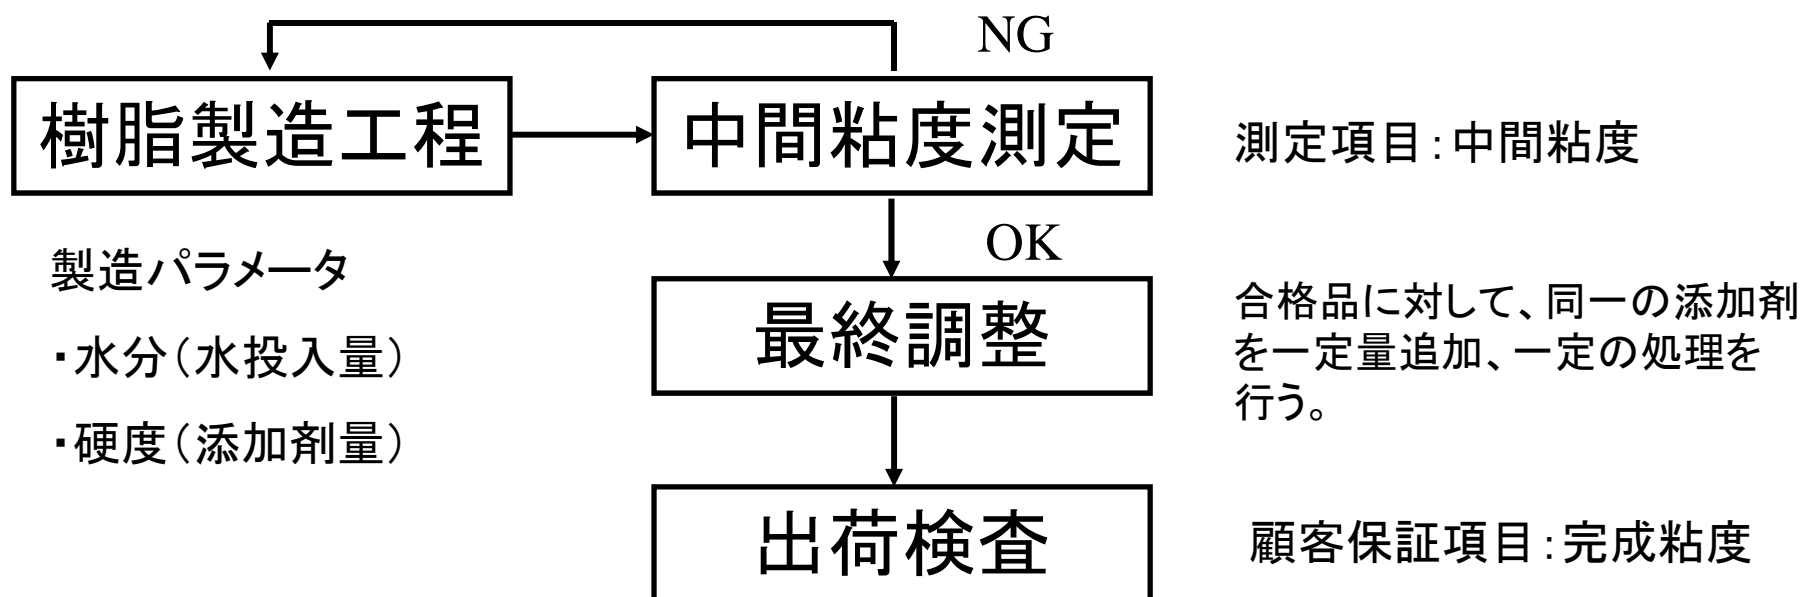 NG
樹脂製造工程
中間粘度測定
測定項目:中間粘度
製造パラメータ
・水分(水投入量)
・硬度(添加剤量)
OK
最終調整
合格品に対して、同一の添加剤
を一定量追加、一定の処理を
行う。
出荷検査
顧客保証項目:完成粘度